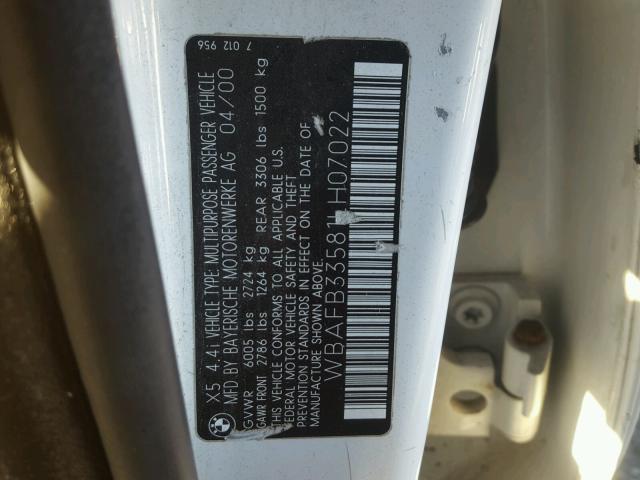 X5 4.4i VEHICLE TYPE: MULTIPURPOSE PASSENGER VEHICLE 7 012 956
MFD BY BAYERISCHE MOTORENWERKE AG 04/00
GVWR 6005 lbs 2724 kg
GAWR FRONT 2786 lbs 1264 kg REAR 3306 lbs 1500 kg
THIS VEHICLE CONFORMS TO ALL APPLICABLE U.S.
FEDERAL MOTOR VEHICLE SAFETY AND THEFT
PREVENTION STANDARDS IN EFFECT ON THE DATE OF
MANUFACTURE SHOWN ABOVE.
WBAFB33581LH07022